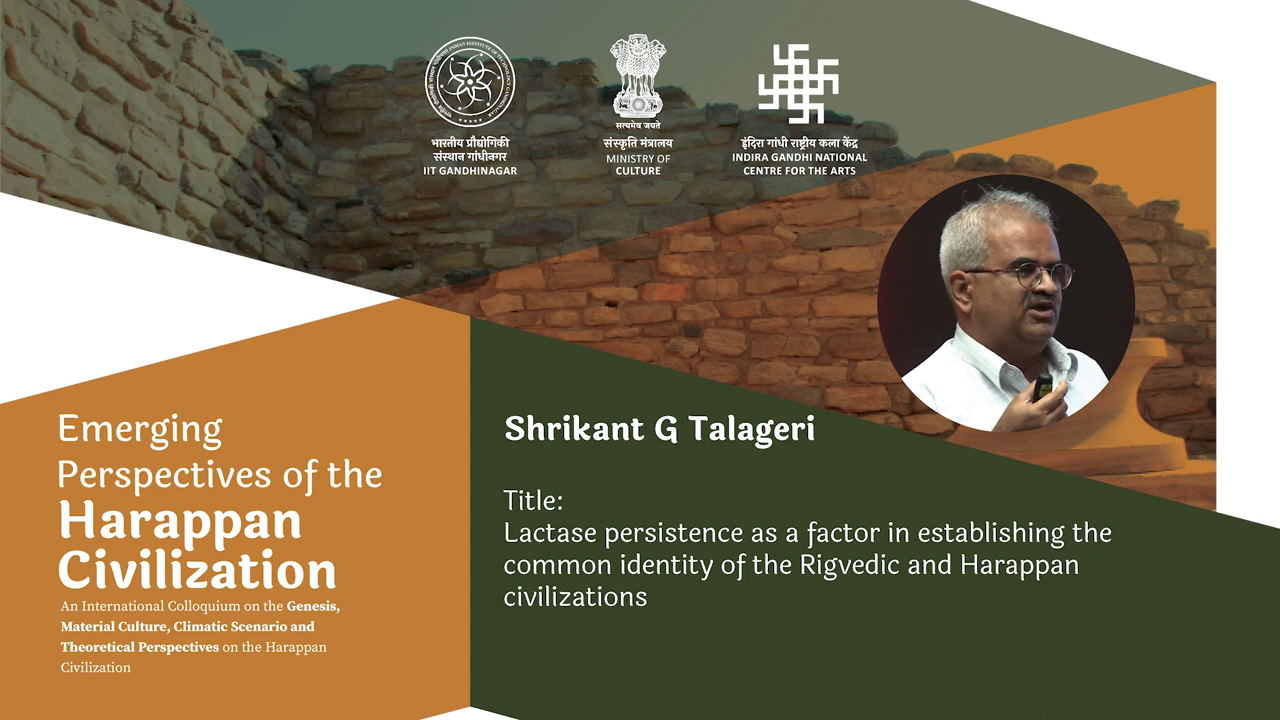 भारतीय प्रौद्योगिकी
संस्थान गांधीनगर
IIT GANDHINAGAR
सत्यमेव जयते
संस्कृति मंत्रालय
MINISTRY OF
CULTURE
इंदिरा गांधी राष्ट्रीय कला केंद्र
INDIRA GANDHI NATIONAL
CENTRE FOR THE ARTS
Emerging
Perspectives of the
Harappan
Civilization
An International Colloquium on the Genesis,
Material Culture, Climatic Scenario and
Theoretical Perspectives on the Harappan
Civilization
Shrikant G Talageri
Title:
Lactase persistence as a factor in establishing the
common identity of the Rigvedic and Harappan
civilizations